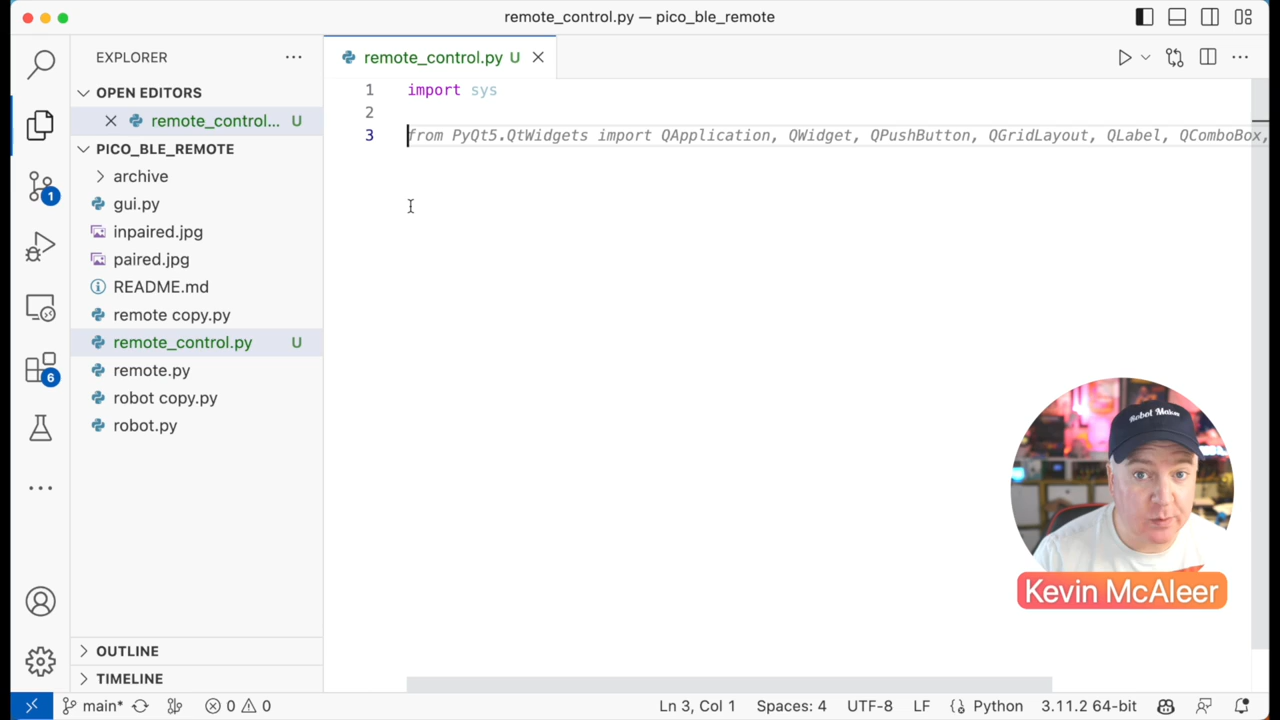 remote_control.py — pico_ble_remote
EXPLORER
OPEN EDITORS
remote_control... U
PICO_BLE_REMOTE
archive
gui.py
inpaired.jpg
paired.jpg
README.md
remote copy.py
remote_control.py U
remote.py
robot copy.py
robot.py
OUTLINE
TIMELINE
1
6
remote_control.py U
1 import sys
2
3 from PyQt5.QtWidgets import QApplication, QWidget, QPushButton, QGridLayout, QLabel, QComboBox,
Robot Maker
Kevin McAleer
main* 0 0 Ln 3, Col 1 Spaces: 4 UTF-8 LF Python 3.11.2 64-bit